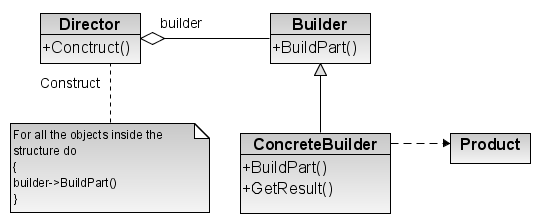 Director
+Conctruct()
builder
Builder
+BuildPart()
Construct
For all the objects inside the
structure do
{
builder->BuildPart()
}
ConcreteBuilder
+BuildPart()
+GetResult()
Product